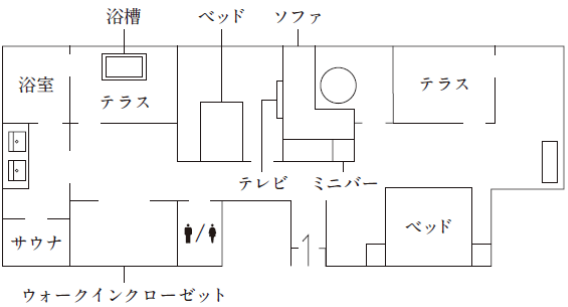 浴槽
ベッド
ソファ
浴室
テラス
テラス
テレビ
ミニバー
サウナ
/
ベッド
ウォークインクローゼット